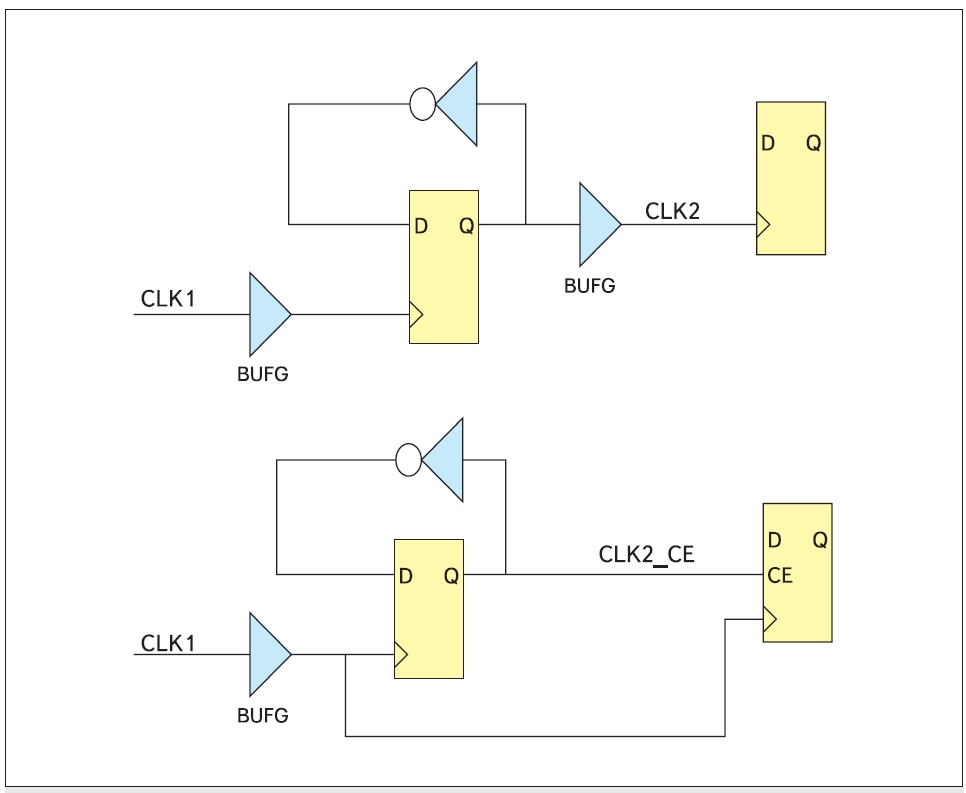 D Q
CLK2
D Q
BUFG
CLK1
BUFG
D Q
CLK2_CE
D Q
CE
CLK1
BUFG